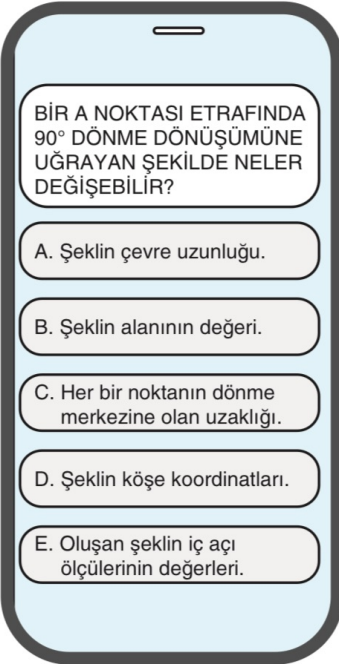 BİR A NOKTASI ETRAFINDA
90° DÖNME DÖNÜŞÜMÜNE
UĞRAYAN ŞEKİLDE NELER
DEĞİŞEBİLİR?
A. Şeklin çevre uzunluğu.
B. Şeklin alanının değeri.
C. Her bir noktanın dönme
merkezine olan uzaklığı.
D. Şeklin köşe koordinatları.
E. Oluşan şeklin iç açı
ölçülerinin değerleri.